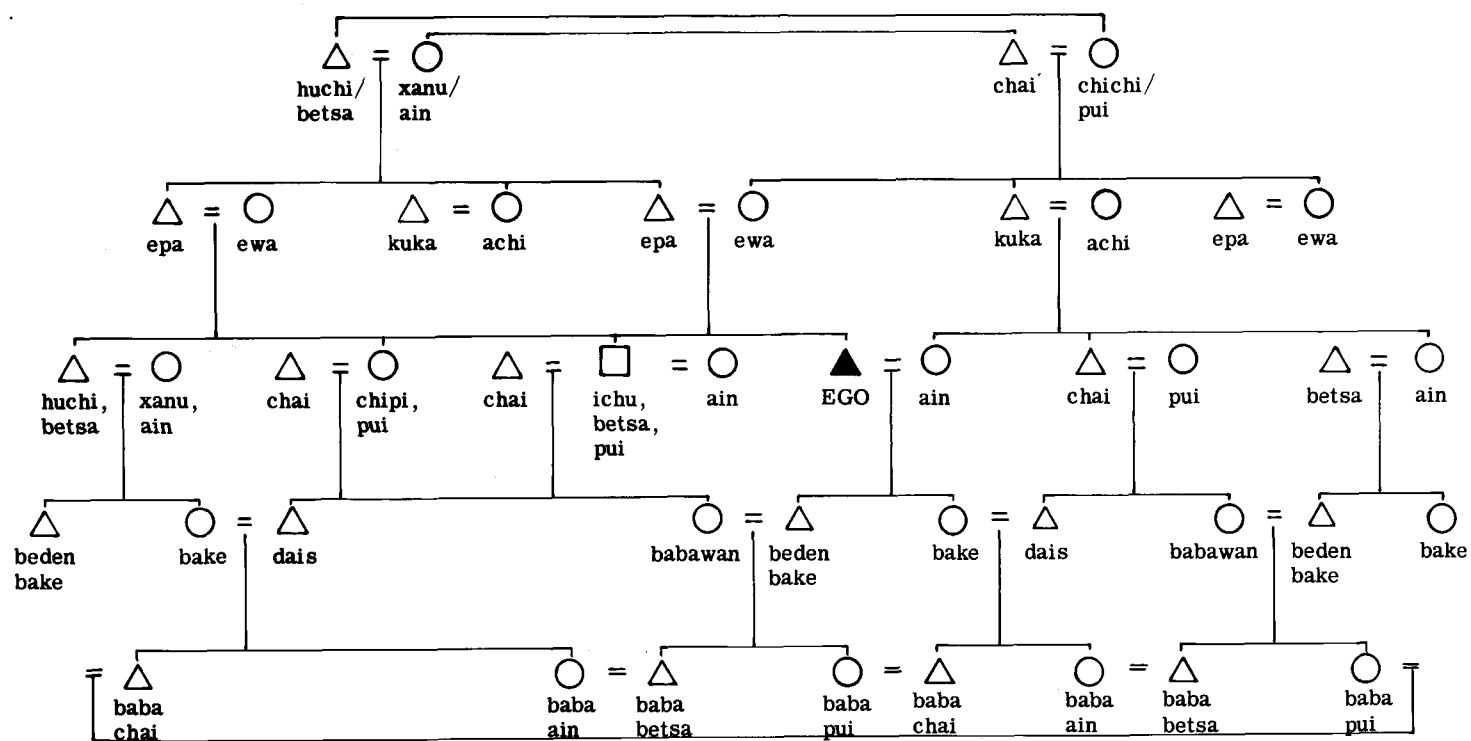 huchi/ xanu/ chai chichi/
betsa ain pui
epa ewa kuka achi epa ewa kuka achi epa ewa
huchi, xanu, chai chipi, chai ichu, ain EGO ain chai pui betsa ain
betsa ain pui betsa,
pui
beden bake dais babawan beden bake dais babawan beden bake
bake bake bake
baba baba baba baba baba baba baba baba
chai ain betsa pui chai ain betsa pui